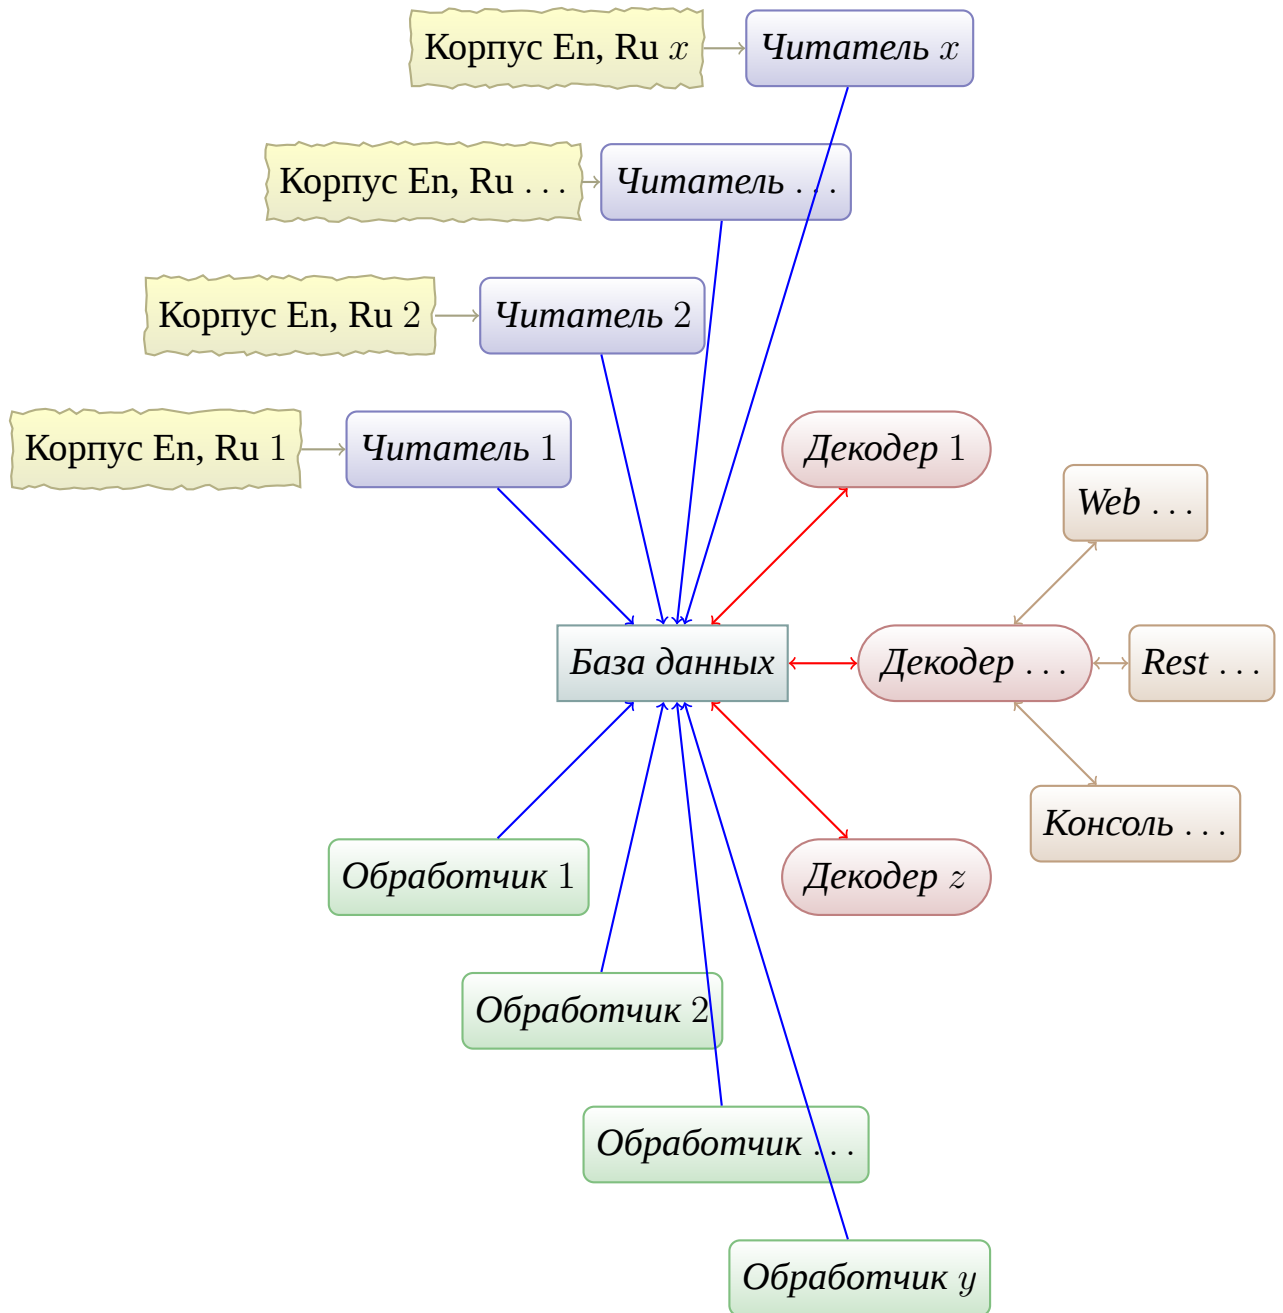 Корпус En, Ru x
Читатель x
Корпус En, Ru ...
Читатель ...
Корпус En, Ru 2
Читатель 2
Корпус En, Ru 1
Читатель 1
Декодер 1
Web ...
База данных
Декодер ...
Rest ...
Консоль ...
Обработчик 1
Декодер z
Обработчик 2
Обработчик ...
Обработчик y